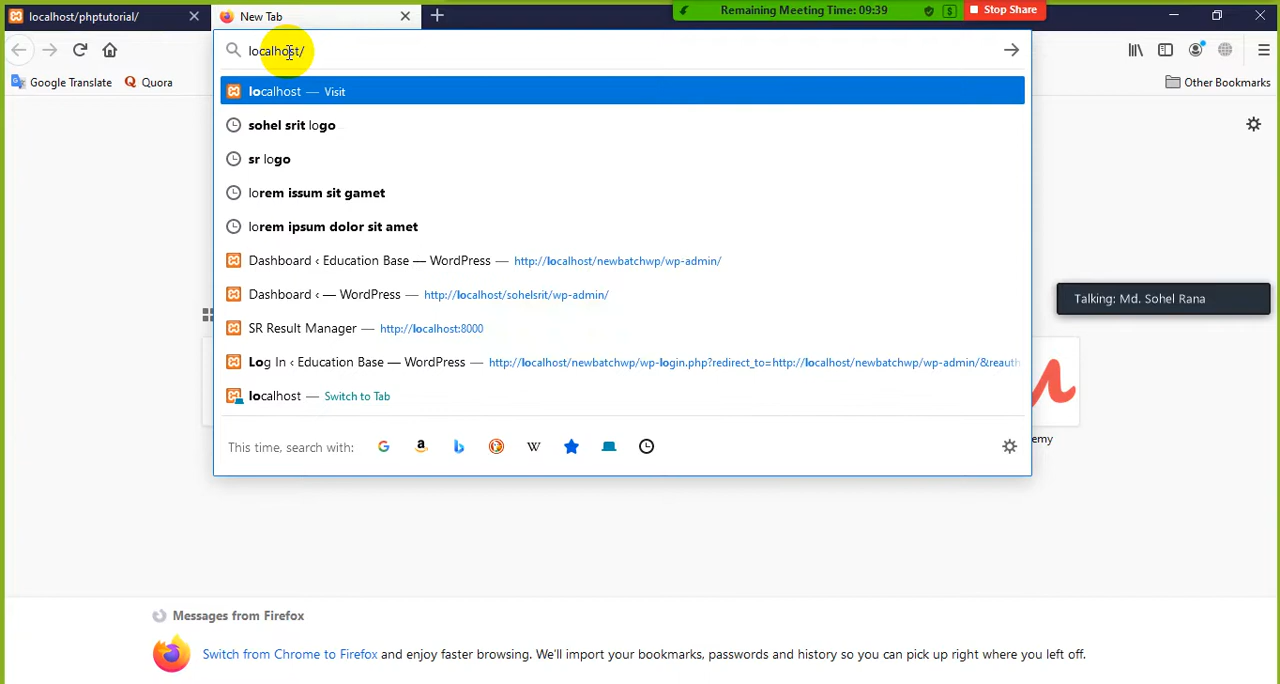 localhost/phptutorial/
New Tab
Remaining Meeting Time: 09:39
Stop Share
localhost/
Google Translate
Quora
Other Bookmarks
localhost — Visit
sohel srit logo
sr logo
lorem issum sit gamet
lorem ipsum dolor sit amet
Dashboard ‹ Education Base — WordPress — http://localhost/newbatchwp/wp-admin/
Dashboard ‹ — WordPress — http://localhost/sohelsrit/wp-admin/
Talking: Md. Sohel Rana
SR Result Manager — http://localhost:8000
Log In ‹ Education Base — WordPress — http://localhost/newbatchwp/wp-login.php?redirect_to=http://localhost/newbatchwp/wp-admin/&reauth
localhost — Switch to Tab
emy
This time, search with:
Messages from Firefox
Switch from Chrome to Firefox and enjoy faster browsing. We'll import your bookmarks, passwords and history so you can pick up right where you left off.